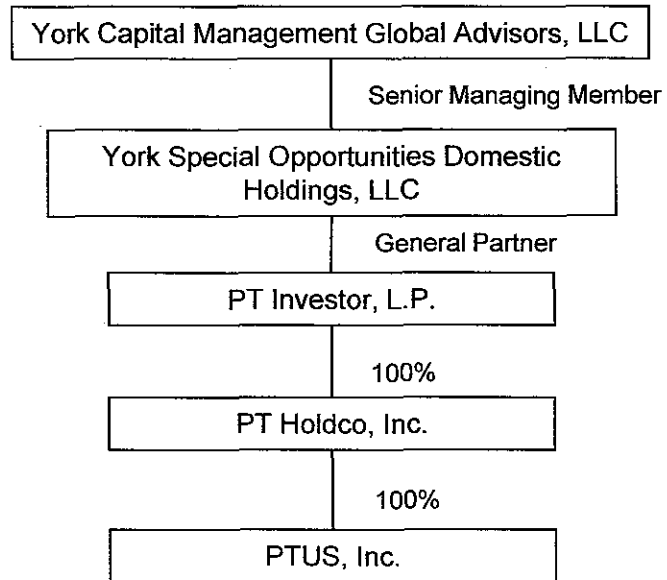 York Capital Management Global Advisors, LLC
Senior Managing Member
York Special Opportunities Domestic
Holdings, LLC
General Partner
PT Investor, L.P.
100%
PT Holdco, Inc.
100%
PTUS, Inc.